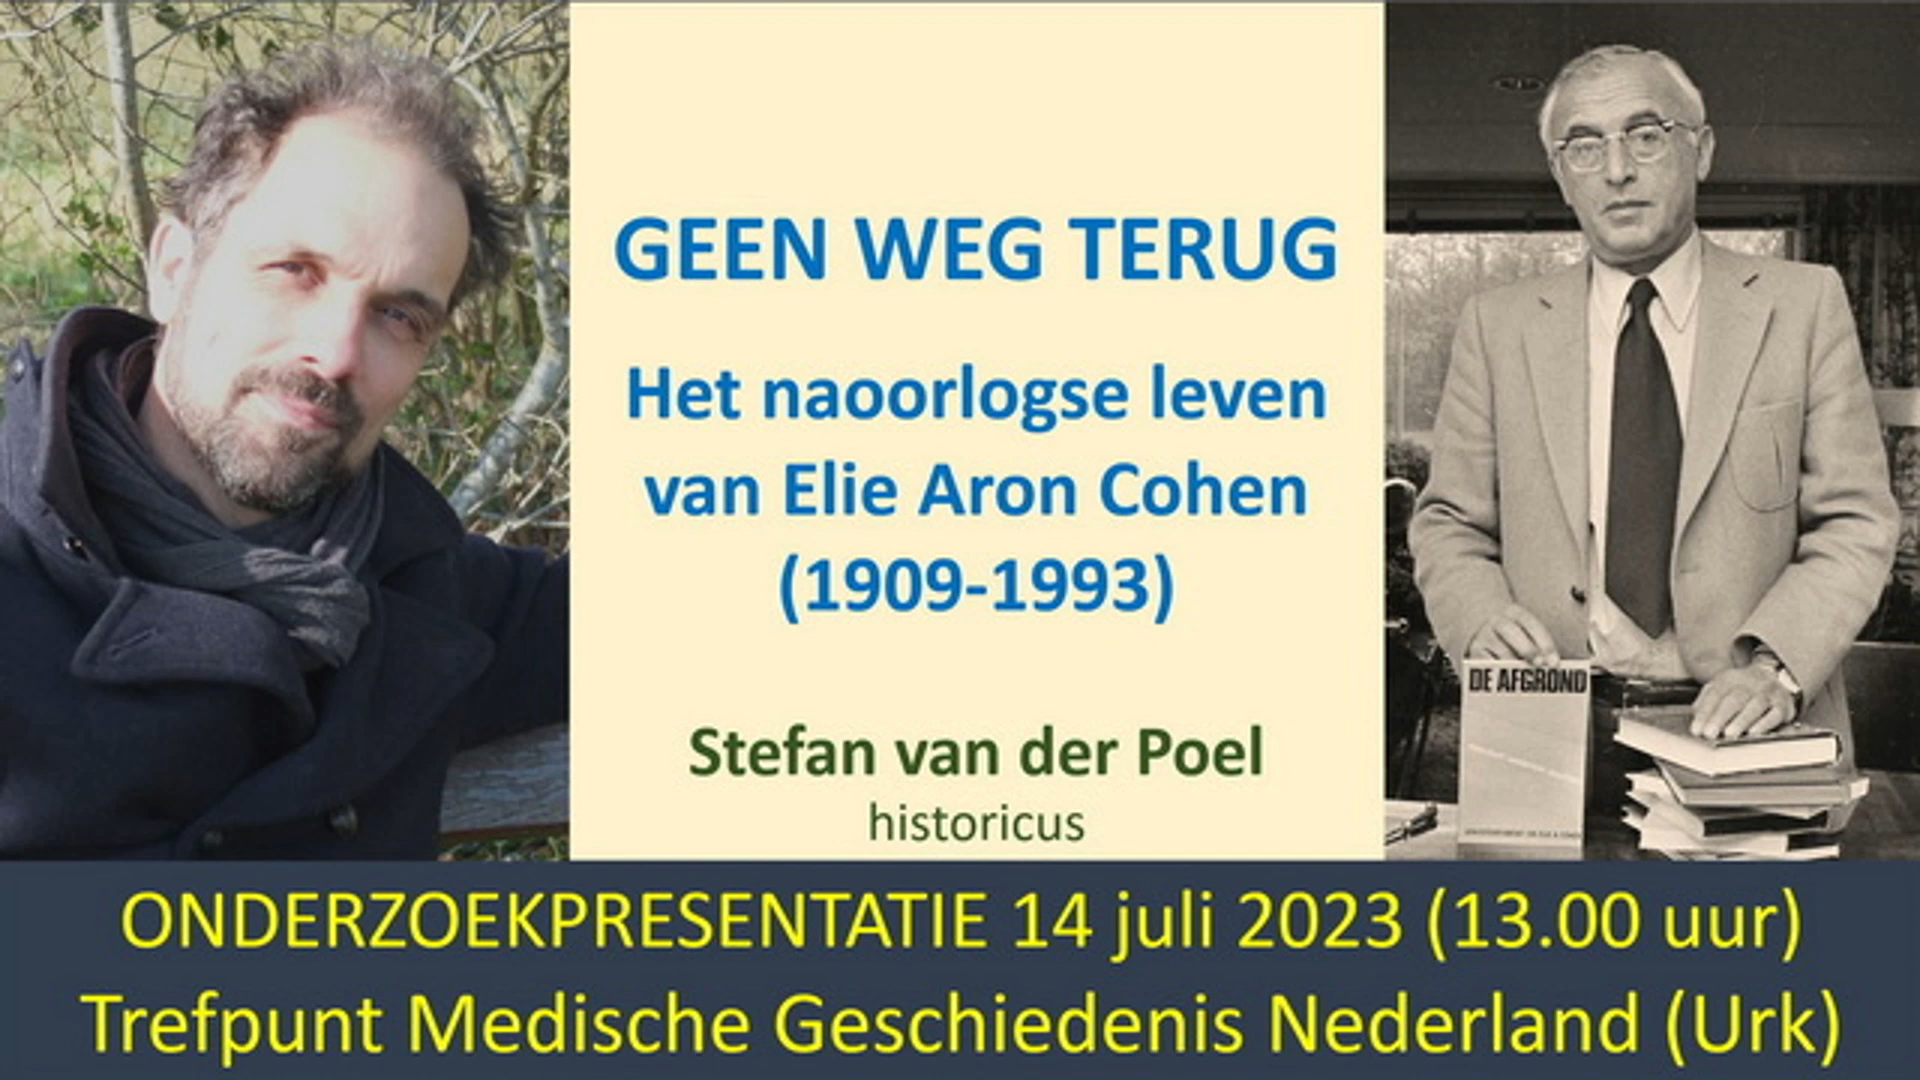 GEEN WEG TERUG
Het naoorlogse leven
van Elie Aron Cohen
(1909-1993)
Stefan van der Poel
historicus
DE AFGROND
ONDERZOEKPRESENTATIE 14 juli 2023 (13.00 uur)
Trefpunt Medische Geschiedenis Nederland (Urk)